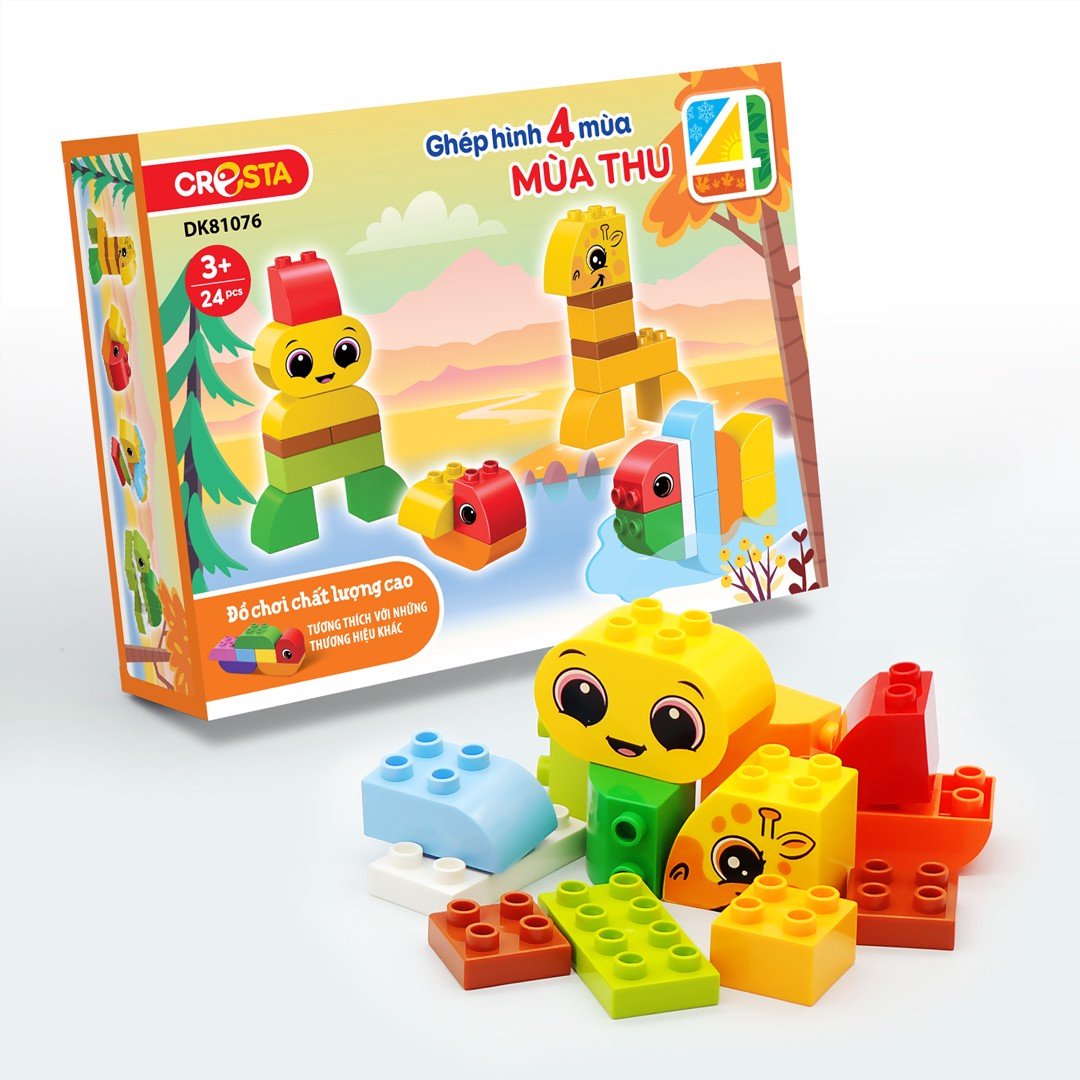 CRESTA
DK81076
3+
24 pcs
Ghép hình 4 mùa
MÙA THU
4
Đồ chơi chất lượng cao
TƯƠNG THÍCH VỚI NHỮNG
THƯƠNG HIỆU KHÁC